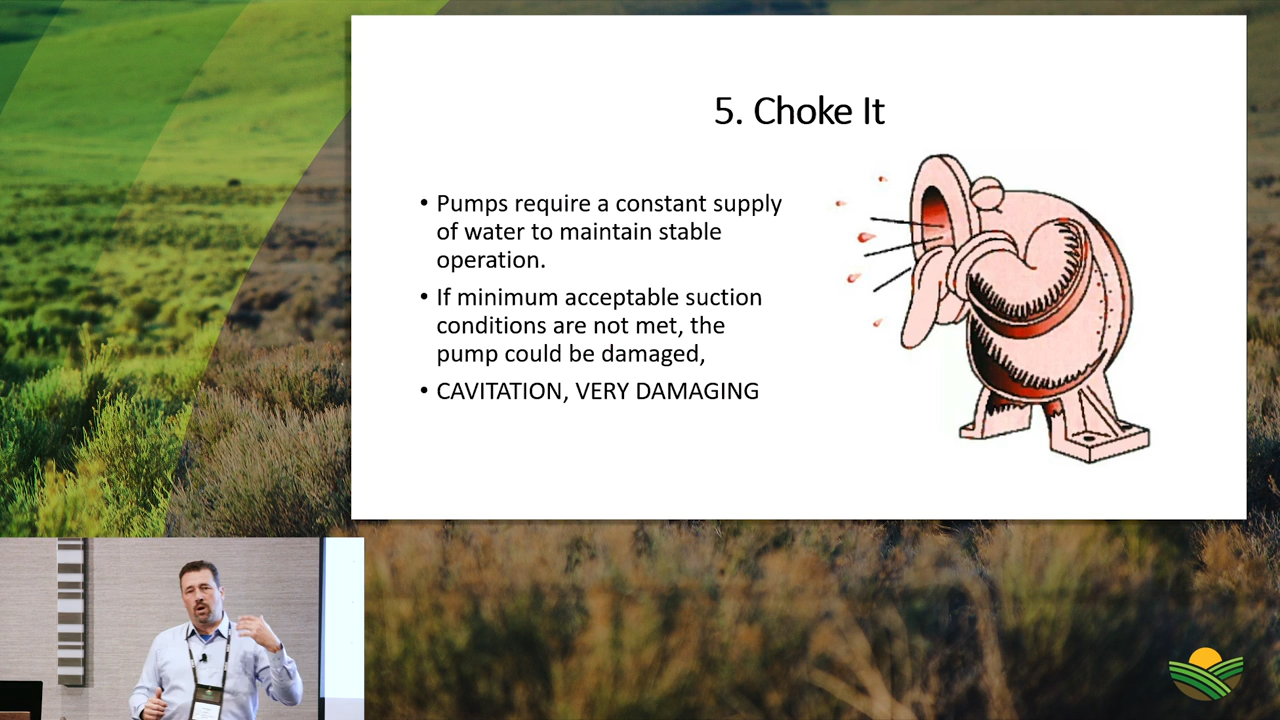 5. Choke It
• Pumps require a constant supply
of water to maintain stable
operation.
• If minimum acceptable suction
conditions are not met, the
pump could be damaged,
• CAVITATION, VERY DAMAGING